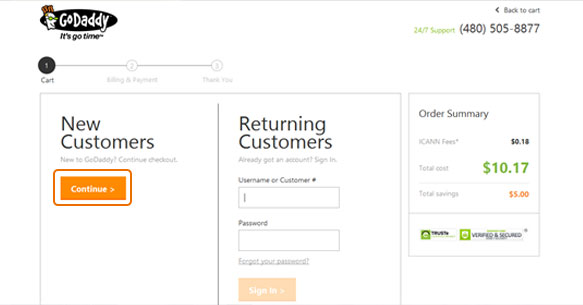 GoDaddy
It's go time™
Back to cart
24/7 Support (480) 505-8877
1 2 3
Cart Billing & Payment Thank You
New
Customers
New to GoDaddy? Continue checkout.
Continue >
Returning
Customers
Already got an account? Sign In.
Username or Customer #
Password
Forgot your password?
Sign In >
Order Summary
ICANN Fees* $0.18
Total cost $10.17
Total savings $5.00
TRUSTe
VERIFIED & SECURED